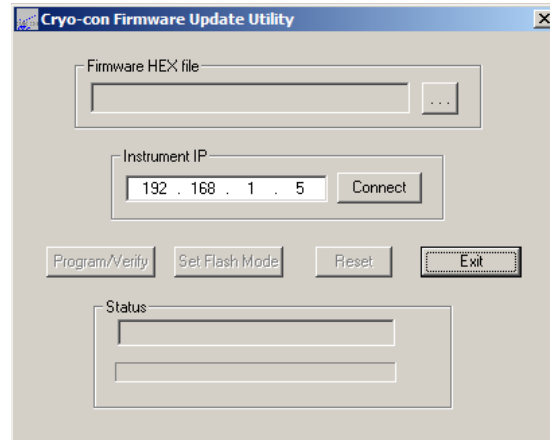 Cryo-con Firmware Update Utility
Firmware HEX file
...
Instrument IP
192 . 168 . 1 . 5 Connect
Program/Verify Set Flash Mode Reset Exit
Status